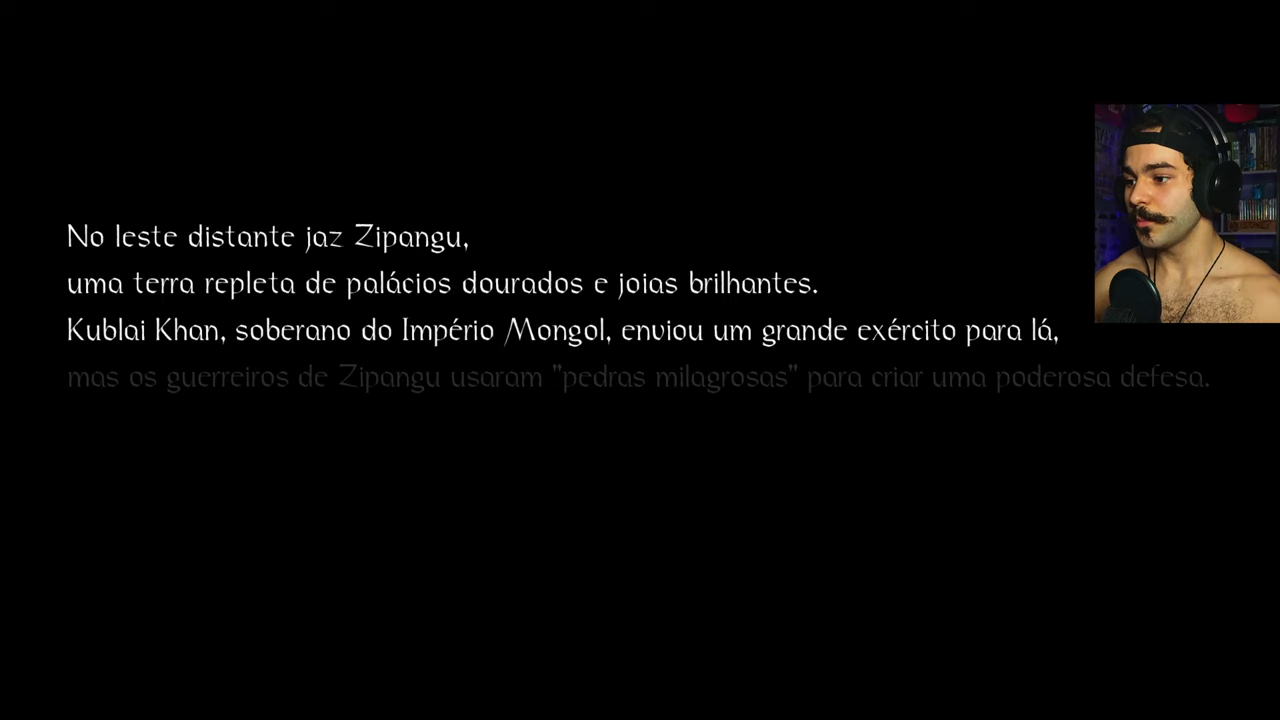 No leste distante jaz Zipangu,
uma terra repleta de palácios dourados e joias brilhantes.
Kublai Khan, soberano do Império Mongol, enviou um grande exército para lá,
mas os guerreiros de Zipangu usaram "pedras milagrosas" para criar uma poderosa defesa.